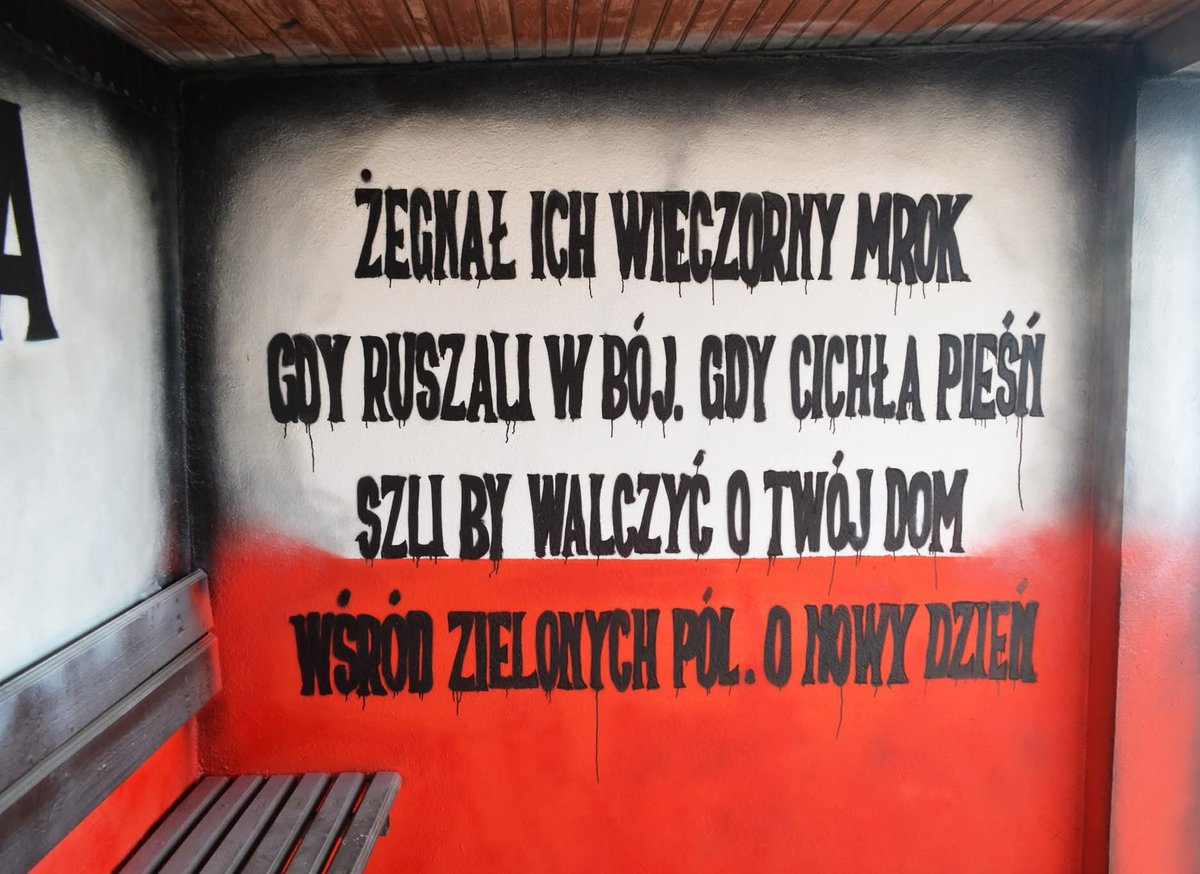 A
ŻEGNAŁ ICH WIECZORNY MROK
GDY RUSZALI W BÓJ. GDY CICHŁA PIEŚŃ
SZLI BY WALCZYĆ O TWÓJ DOM
WŚRÓD ZIELONYCH PÓL. O NOWY DZIEŃ